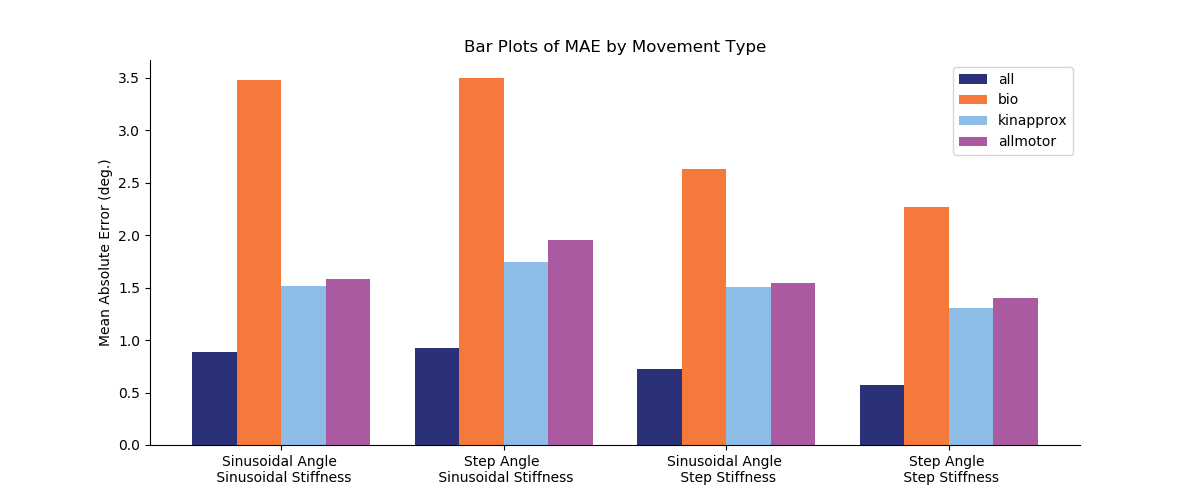 Bar Plots of MAE by Movement Type
Mean Absolute Error (deg.)
3.5
3.0
2.5
2.0
1.5
1.0
0.5
0.0
all
bio
kinapprox
allmotor
Sinusoidal Angle
Sinusoidal Stiffness
Step Angle
Sinusoidal Stiffness
Sinusoidal Angle
Step Stiffness
Step Angle
Step Stiffness